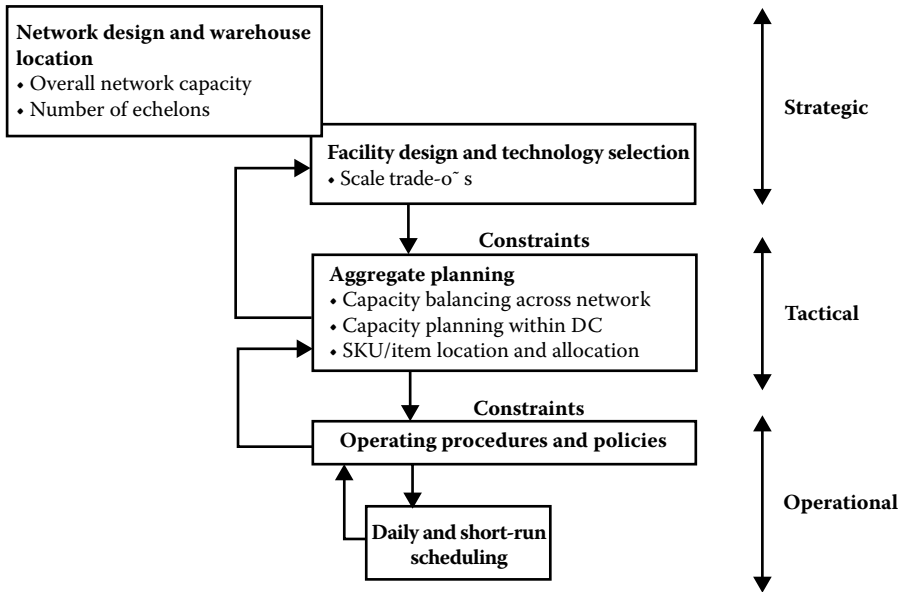 Network design and warehouse
location
• Overall network capacity
• Number of echelons
Strategic
Facility design and technology selection
• Scale trade-o˜ s
Constraints
Aggregate planning
• Capacity balancing across network
• Capacity planning within DC
• SKU/item location and allocation
Tactical
Constraints
Operating procedures and policies
Operational
Daily and short-run
scheduling